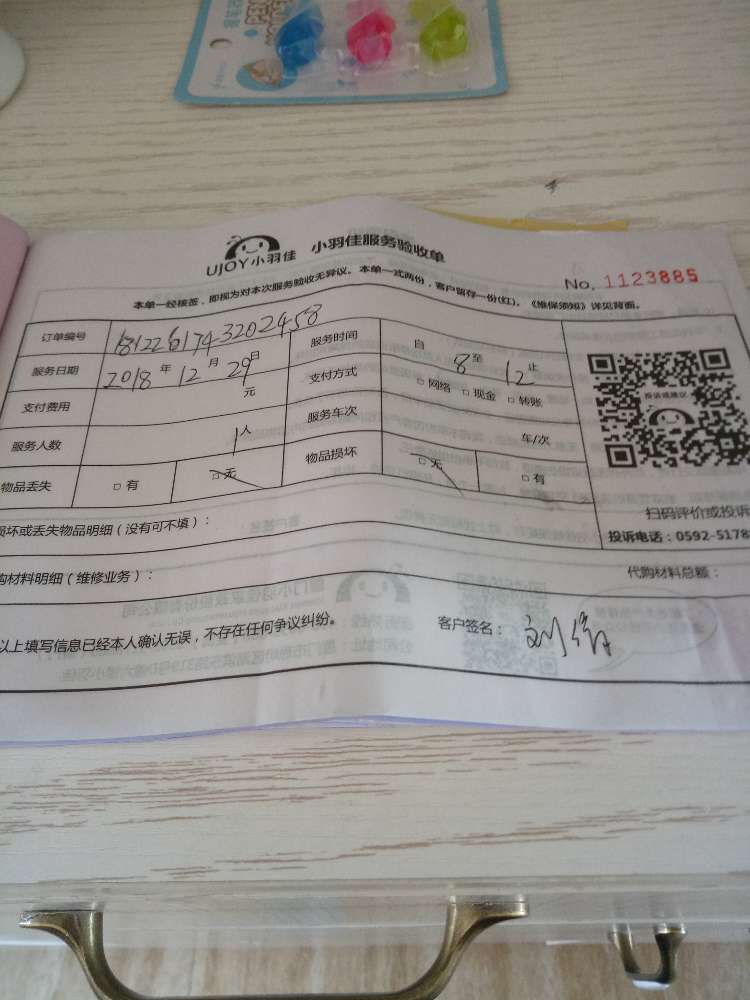 UJOY小羽佳 小羽佳服务验收单
No. 1123885
本单一经接签，即视为对本次服务验收无异议。本单一式两份，客户留存一份(红)。《维保须知》详见背面。
订单编号 服务时间 自 8 至 12 止
服务日期 2018 年 12 月 29 日 支付方式 □ 网络 □ 现金 □ 转账
支付费用 元 服务车次 车/次
服务人数 1 人 物品损坏 □ 无 □ 有
物品丢失 □ 有 □ 无
投诉或建议
扫码评价或投诉
投诉电话：0592-5178
损坏或丢失物品明细（没有可不填）：
购材料明细（维修业务）： 代购材料总额：
以上填写信息已经本人确认无误，不存在任何争议纠纷。 客户签名：